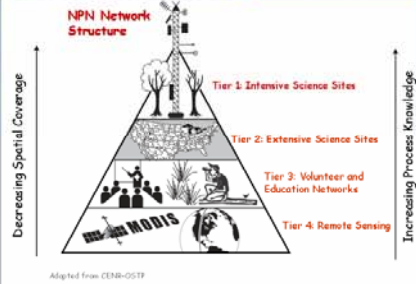 NPN Network
Structure
Tier 1: Intensive Science Sites
Tier 2: Extensive Science Sites
Tier 3: Volunteer and
Education Networks
Tier 4: Remote Sensing
MODIS
Decreasing Spatial Coverage
Increasing Process Knowledge
Adapted from CENR-OSTP